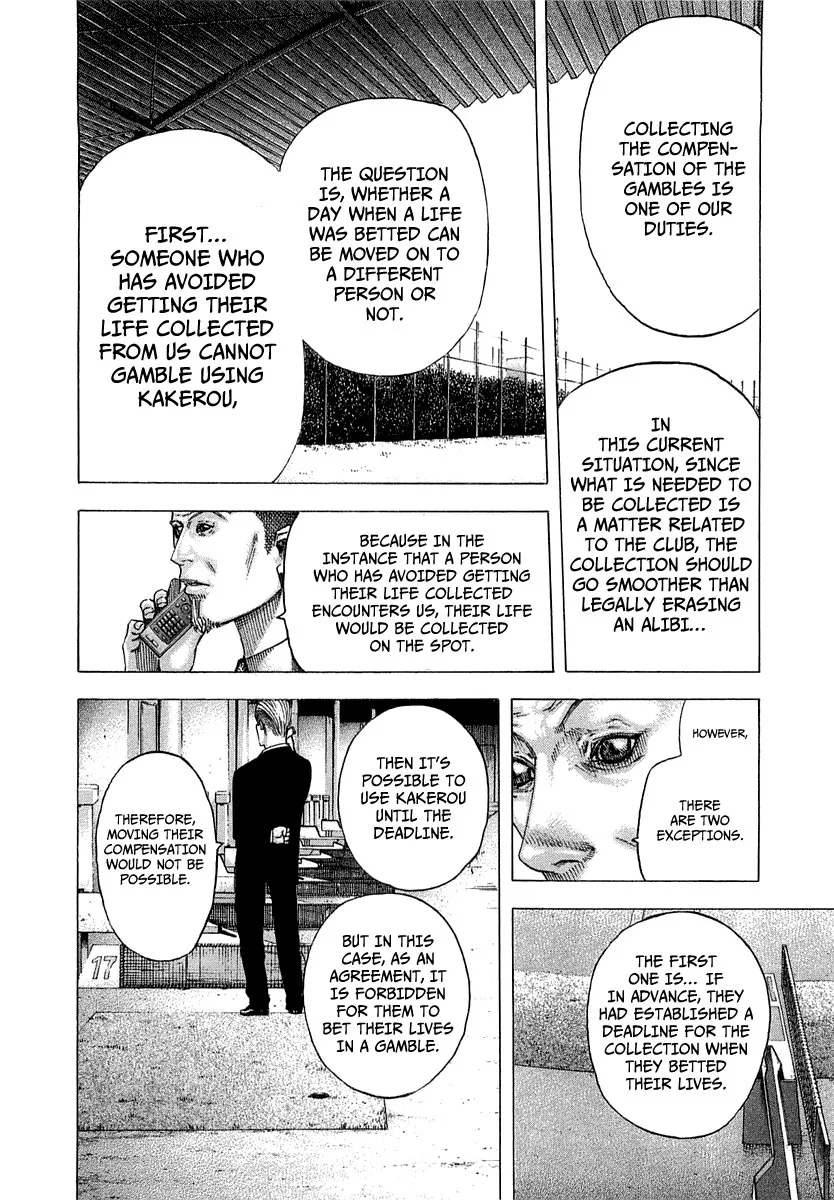 COLLECTING
THE COMPEN-
SATION OF THE
GAMBLES IS
ONE OF OUR
DUTIES.
IN
THIS CURRENT
SITUATION, SINCE
WHAT IS NEEDED TO
BE COLLECTED IS
A MATTER RELATED
TO THE CLUB, THE
COLLECTION SHOULD
GO SMOOTHER THAN
LEGALLY ERASING
AN ALIBI...
THE QUESTION
IS, WHETHER A
DAY WHEN A LIFE
WAS BETTED CAN
BE MOVED ON TO
A DIFFERENT
PERSON OR
NOT.
FIRST...
SOMEONE WHO
HAS AVOIDED
GETTING THEIR
LIFE COLLECTED
FROM US CANNOT
GAMBLE USING
KAKEROU,
BECAUSE IN THE
INSTANCE THAT A PERSON
WHO HAS AVOIDED GETTING
THEIR LIFE COLLECTED
ENCOUNTERS US, THEIR LIFE
WOULD BE COLLECTED
ON THE SPOT.
HOWEVER,
THERE
ARE TWO
EXCEPTIONS.
THE FIRST
ONE IS... IF
IN ADVANCE, THEY
HAD ESTABLISHED A
DEADLINE FOR THE
COLLECTION WHEN
THEY BETTED
THEIR LIVES.
THEN IT'S
POSSIBLE TO
USE KAKEROU
UNTIL THE
DEADLINE.
BUT IN THIS
CASE, AS AN
AGREEMENT, IT
IS FORBIDDEN
FOR THEM TO
BET THEIR LIVES
IN A GAMBLE.
THEREFORE,
MOVING THEIR
COMPENSATION
WOULD NOT BE
POSSIBLE.
17